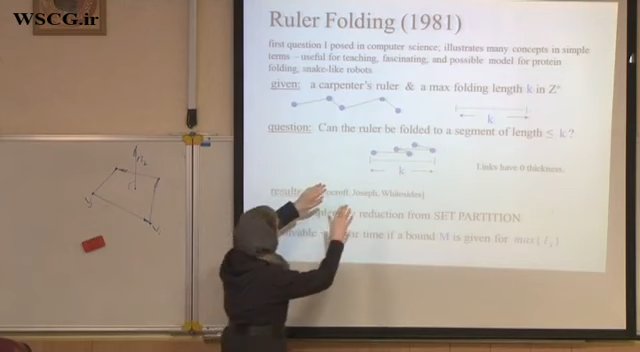 WSCG.ir
Ruler Folding (1981)
first question I posed in computer science; illustrates many concepts in simple
terms – useful for teaching, fascinating, and possible model for protein
folding, snake-like robots
given: a carpenter's ruler & a max folding length k in Z⁺
k
question: Can the ruler be folded to a segment of length ≤ k ?
k
Links have 0 thickness.
Joseph, Whitesides]
reduction from SET PARTITION
time if a bound M is given for max{ℓᵢ}